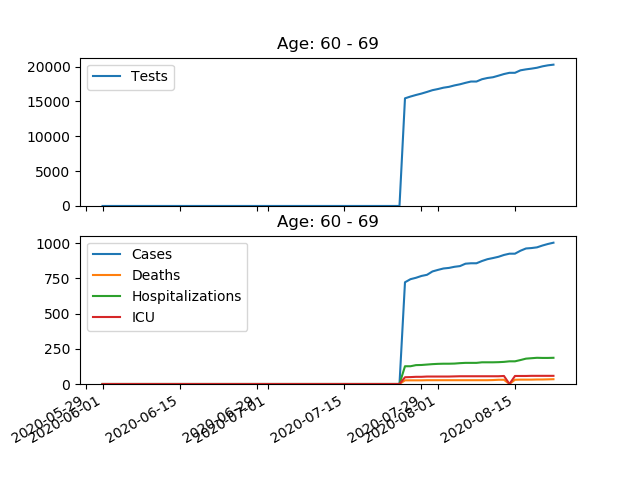 Age: 60 - 69
20000
15000
10000
5000
0
Tests
Age: 60 - 69
1000
750
500
250
0
Cases
Deaths
Hospitalizations
ICU
2020-05-29
2020-06-01
2020-06-15
2020-06-29
2020-07-01
2020-07-15
2020-07-29
2020-08-01
2020-08-15